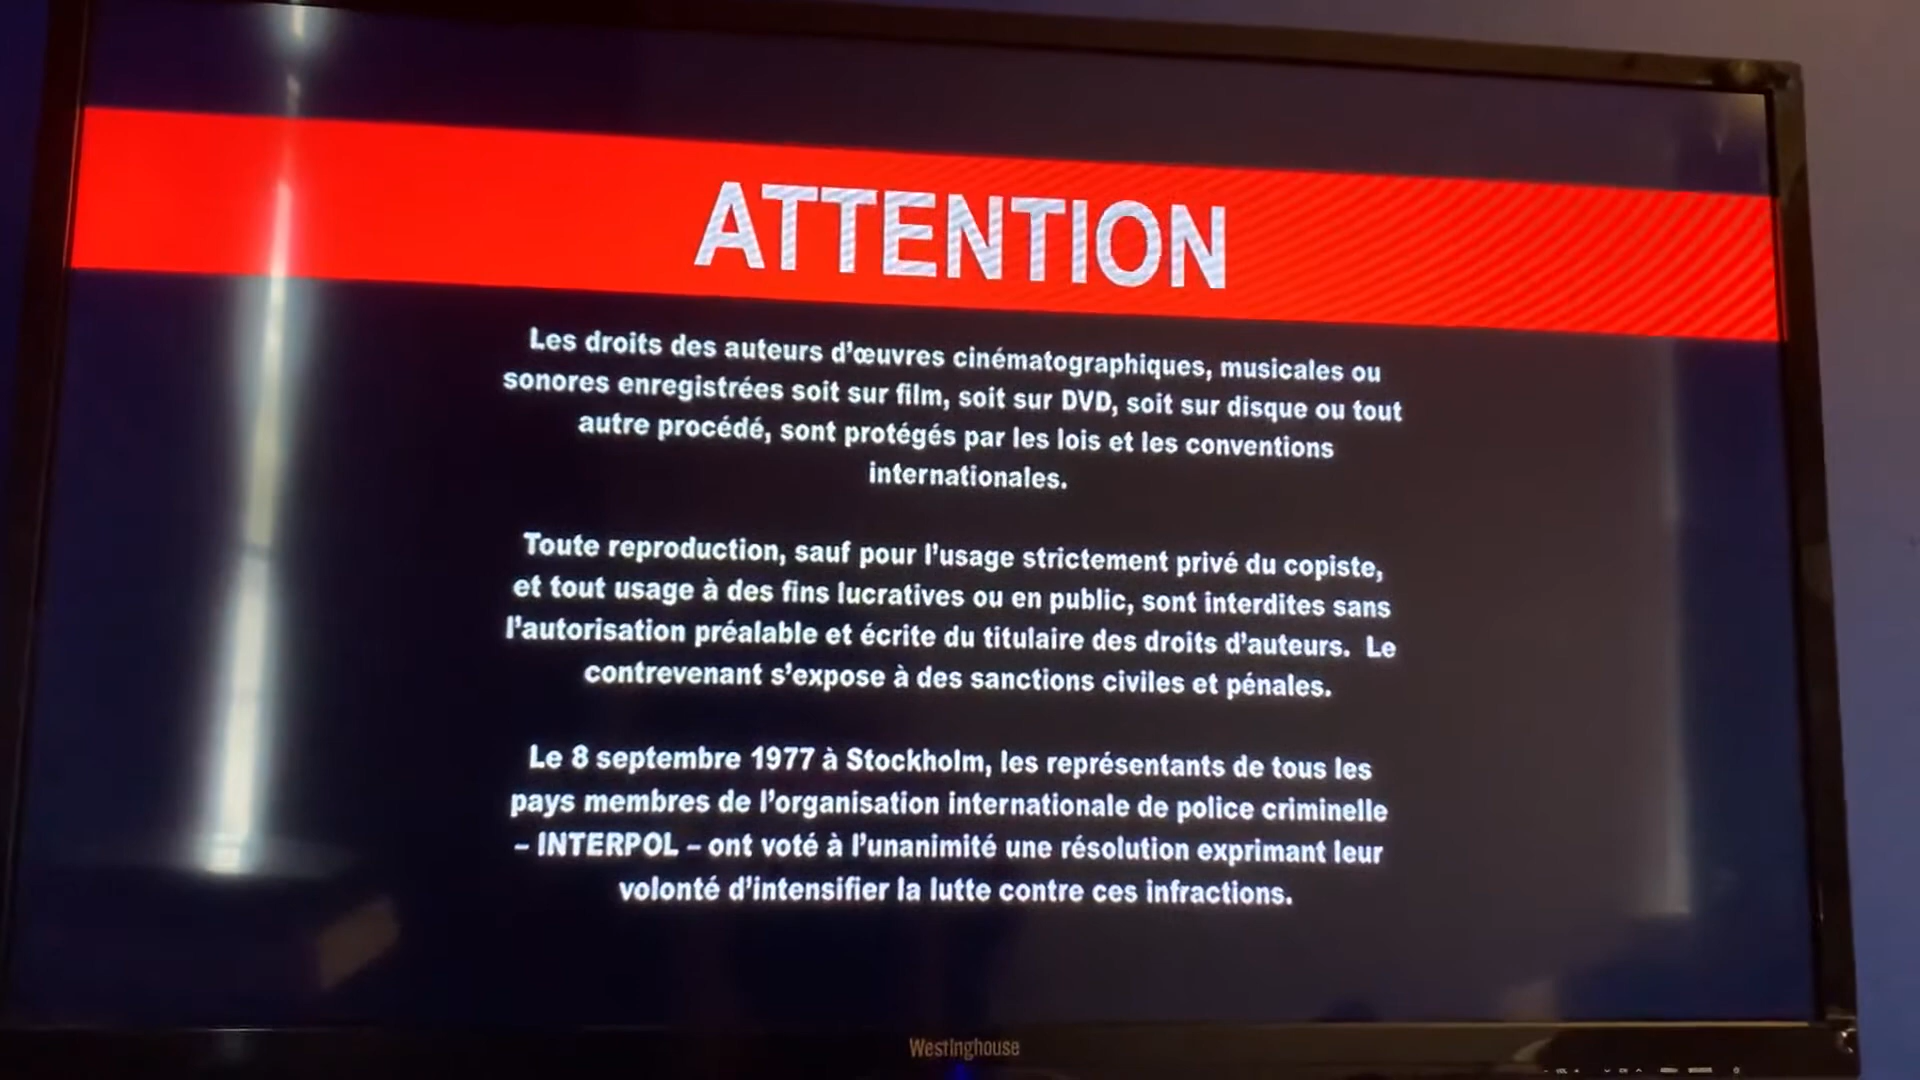 ATTENTION
Les droits des auteurs d'œuvres cinématographiques, musicales ou
sonores enregistrées soit sur film, soit sur DVD, soit sur disque ou tout
autre procédé, sont protégés par les lois et les conventions
internationales.
Toute reproduction, sauf pour l'usage strictement privé du copiste,
et tout usage à des fins lucratives ou en public, sont interdites sans
l'autorisation préalable et écrite du titulaire des droits d'auteurs. Le
contrevenant s'expose à des sanctions civiles et pénales.
Le 8 septembre 1977 à Stockholm, les représentants de tous les
pays membres de l'organisation internationale de police criminelle
– INTERPOL – ont voté à l'unanimité une résolution exprimant leur
volonté d'intensifier la lutte contre ces infractions.
Westinghouse